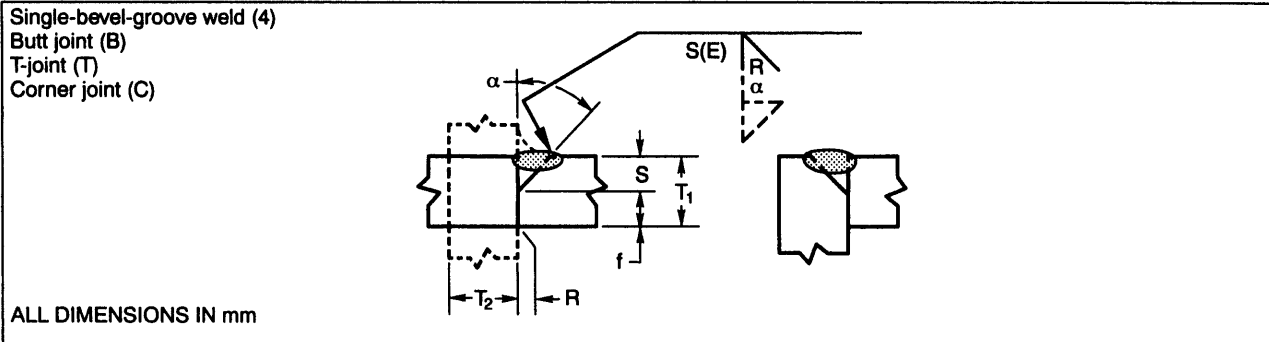 Single-bevel-groove weld (4)
Butt joint (B)
T-joint (T)
Corner joint (C)
S(E)
R
α
α
S
T₁
f
T₂
R
ALL DIMENSIONS IN mm